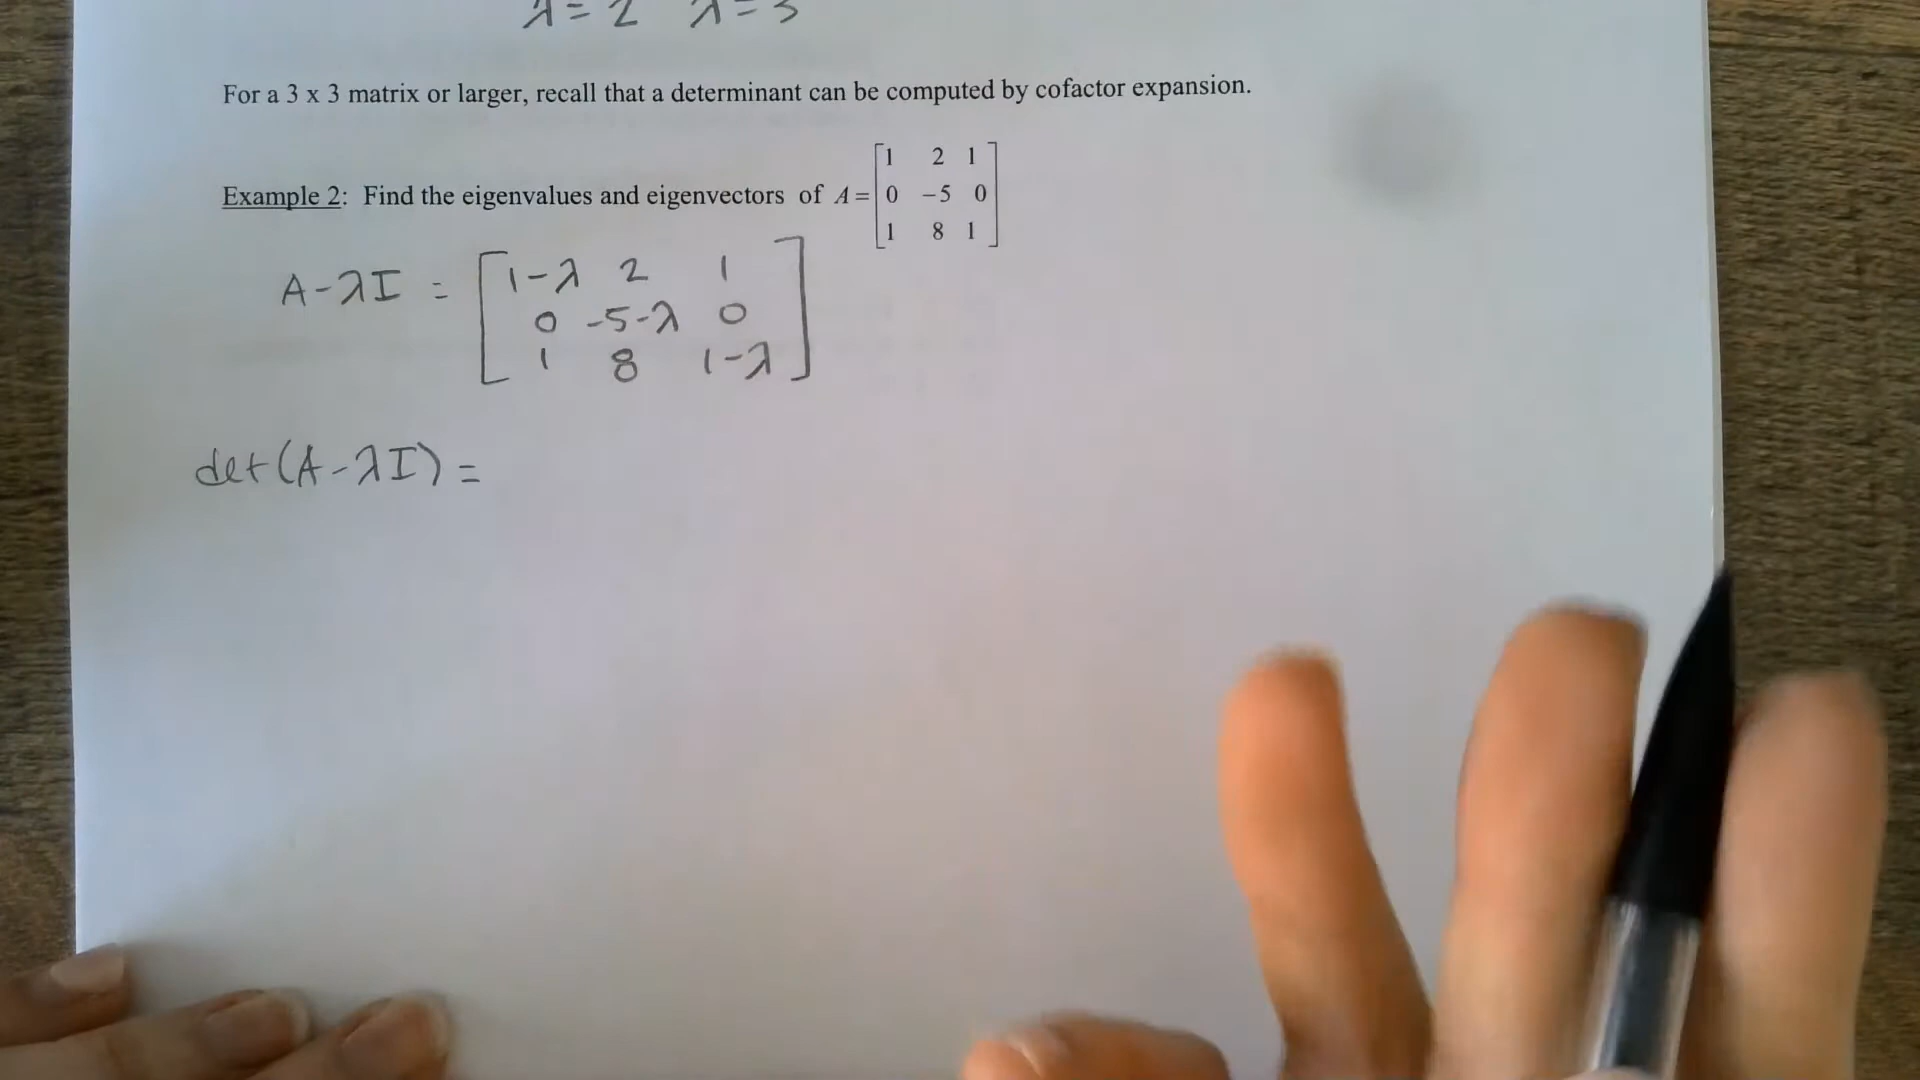 λ = 2 λ = 3
For a 3 x 3 matrix or larger, recall that a determinant can be computed by cofactor expansion.
Example 2: Find the eigenvalues and eigenvectors of A = [1 2 1
0 −5 0
1 8 1]
A-λI = [1-λ 2 1
0 -5-λ 0
1 8 1-λ]
det(A-λI) =